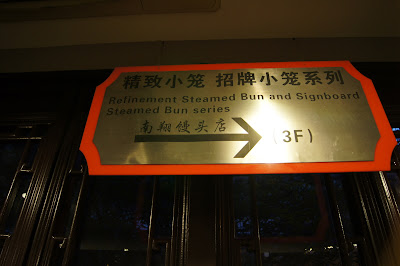 精致小笼 招牌小笼系列
Refinement Steamed Bun and Signboard
Steamed Bun series
南翔馒头店
(3F)